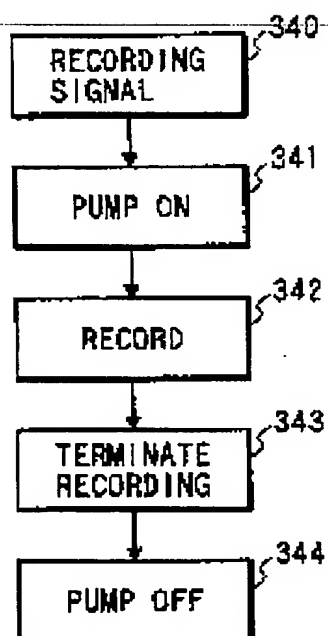 340
RECORDING
SIGNAL
341
PUMP ON
342
RECORD
343
TERMINATE
RECORDING
344
PUMP OFF